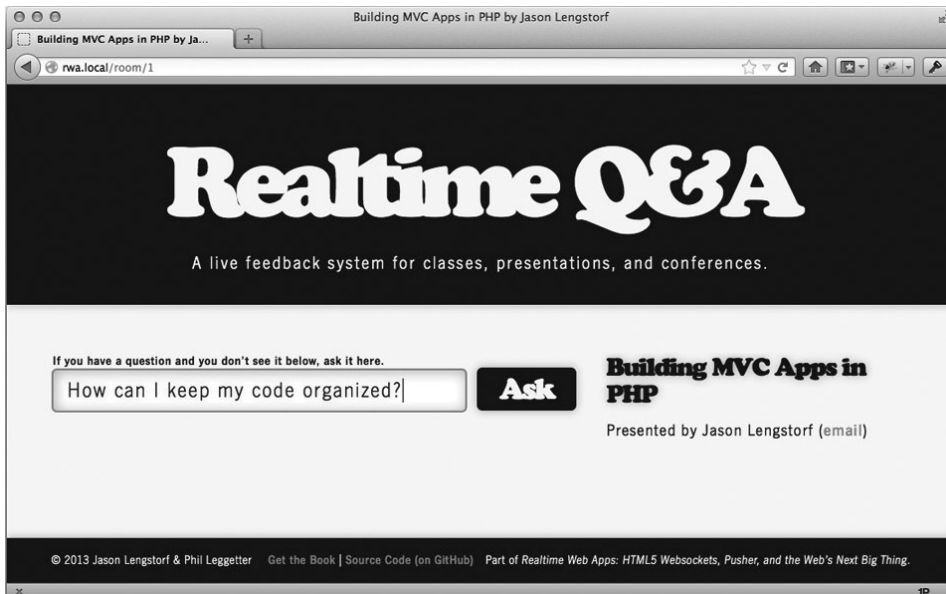 Building MVC Apps in PHP by Jason Lengstorf
Building MVC Apps in PHP by Ja...
rwa.local/room/1
Realtime Q&A
A live feedback system for classes, presentations, and conferences.
If you have a question and you don't see it below, ask it here.
How can I keep my code organized?
Ask
Building MVC Apps in
PHP
Presented by Jason Lengstorf (email)
© 2013 Jason Lengstorf & Phil Leggetter Get the Book | Source Code (on GitHub) Part of Realtime Web Apps: HTML5 Websockets, Pusher, and the Web's Next Big Thing.
1P